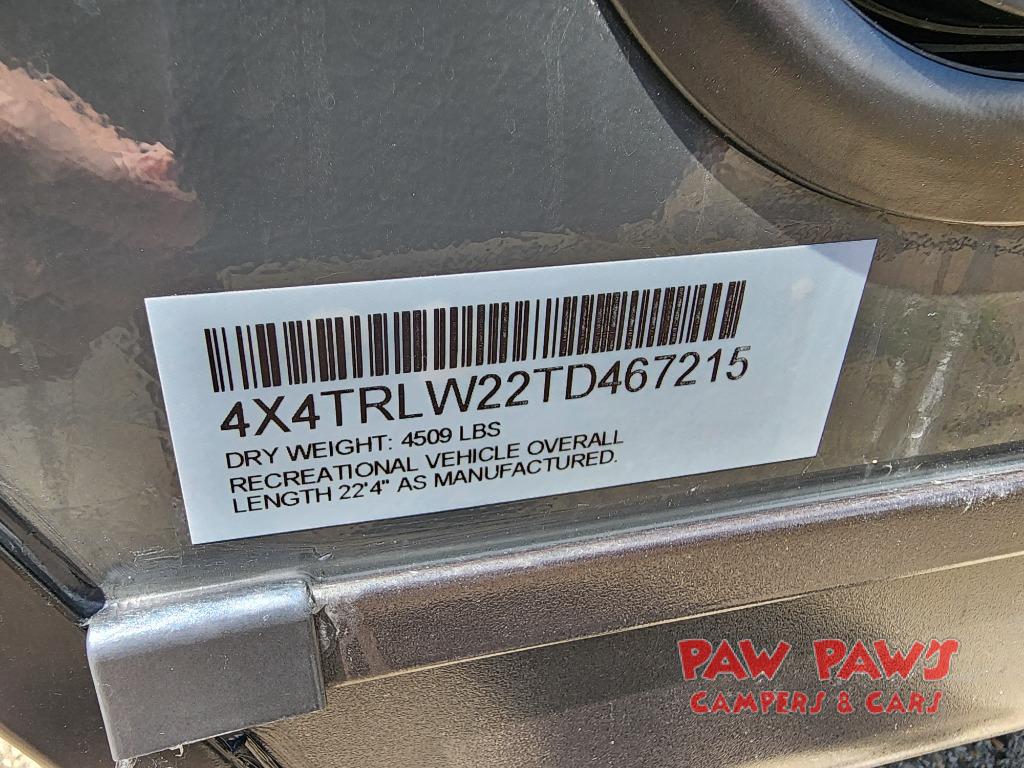 4X4TRLW22TD467215
DRY WEIGHT: 4509 LBS
RECREATIONAL VEHICLE OVERALL
LENGTH 22'4" AS MANUFACTURED.
PAW PAW'S
CAMPERS & CARS